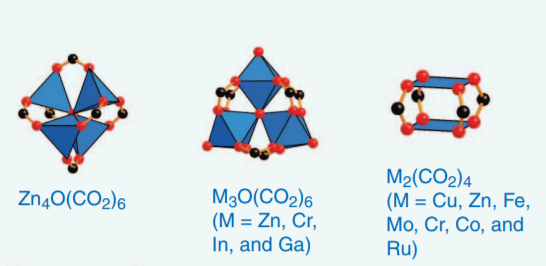 Zn4O(CO2)6
M3O(CO2)6
(M = Zn, Cr,
In, and Ga)
M2(CO2)4
(M = Cu, Zn, Fe,
Mo, Cr, Co, and
Ru)